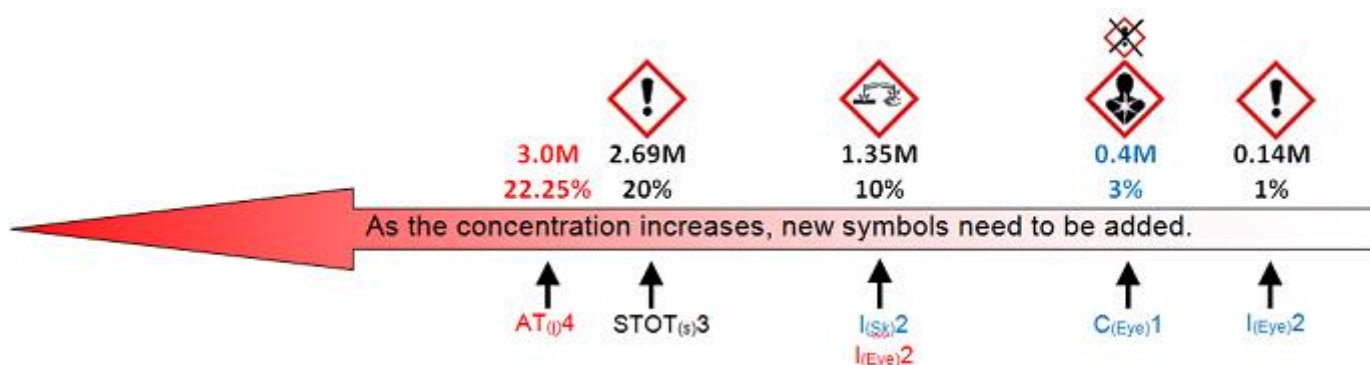 3.0M 2.69M 1.35M 0.4M 0.14M
22.25% 20% 10% 3% 1%
As the concentration increases, new symbols need to be added.
AT(i)4 STOT(s)3 I(Sk)2 C(Eye)1 I(Eye)2
I(Eye)2